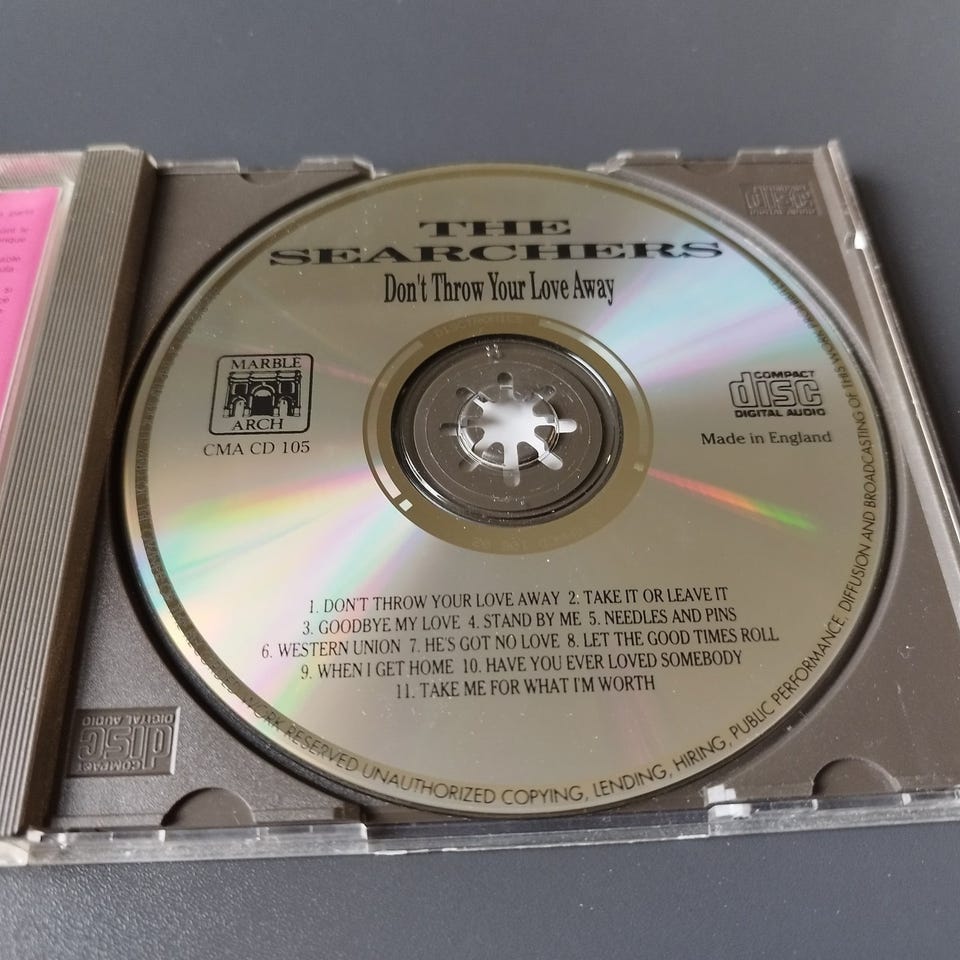 THE
SEARCHERS
Don't Throw Your Love Away
MARBLE
ARCH
CMA CD 105
COMPACT
disc
DIGITAL AUDIO
Made in England
1. DON'T THROW YOUR LOVE AWAY 2: TAKE IT OR LEAVE IT
3. GOODBYE MY LOVE 4. STAND BY ME 5. NEEDLES AND PINS
6. WESTERN UNION 7. HE'S GOT NO LOVE 8. LET THE GOOD TIMES ROLL
9. WHEN I GET HOME 10. HAVE YOU EVER LOVED SOMEBODY
11. TAKE ME FOR WHAT I'M WORTH
WORK RESERVED UNAUTHORIZED COPYING, LENDING, HIRING, PUBLIC PERFORMANCE, DIFFUSION AND BROADCASTING OF THIS
COMPACT
disc
DIGITAL AUDIO
COMPACT
disc
DIGITAL AUDIO